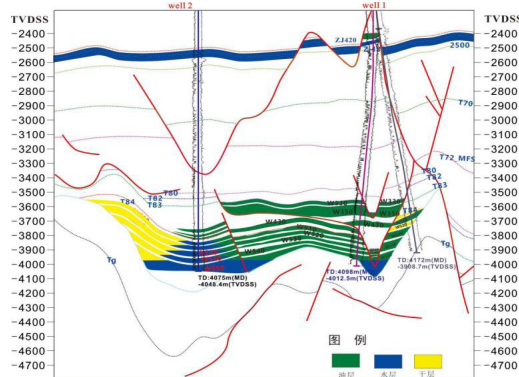 well 2
well 1
TVDSS
TVDSS
-2400
-2500
-2600
-2700
-2800
-2900
-3000
-3100
-3200
-3300
-3400
-3500
-3600
-3700
-3800
-3900
-4000
-4100
-4200
-4300
-4400
-4500
-4600
-4700
-2400
-2500
-2600
-2700
-2800
-2900
-3000
-3100
-3200
-3300
-3400
-3500
-3600
-3700
-3800
-3900
-4000
-4100
-4200
-4300
-4400
-4500
-4600
-4700
ZJ420
2500
T70
T72_MFS
T80
T82
T83
T80
T82
T83
T84
Tg
Tg
TD:4075m(MD)
-4048.4m(TVDSS)
TD:4096m(MD)
-4012.5m(TVDSS)
TD:4172m(MD)
-3908.7m(TVDSS)
图 例
油层
水层
干层